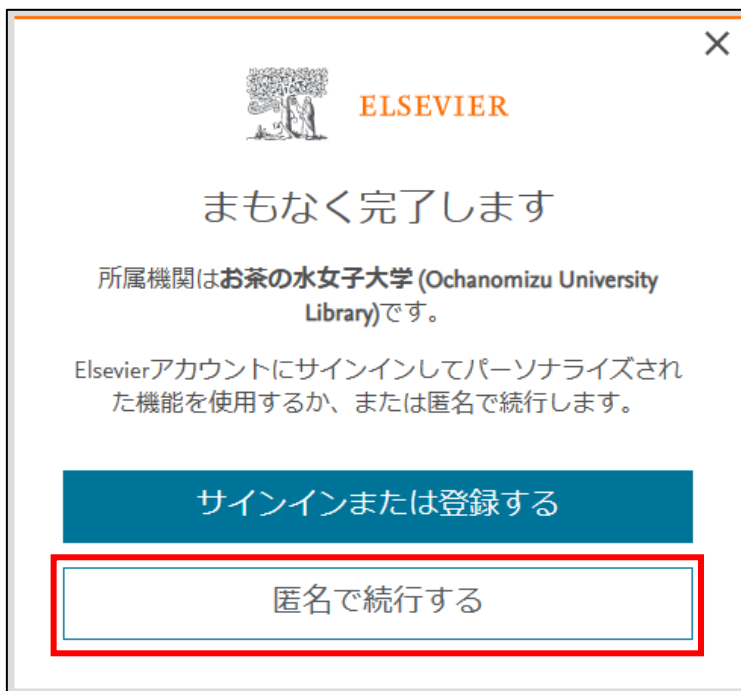 ELSEVIER
まもなく完了します
所属機関はお茶の水女子大学 (Ochanomizu University
Library)です。
Elsevierアカウントにサインインしてパーソナライズされ
た機能を使用するか、または匿名で続行します。
サインインまたは登録する
匿名で続行する